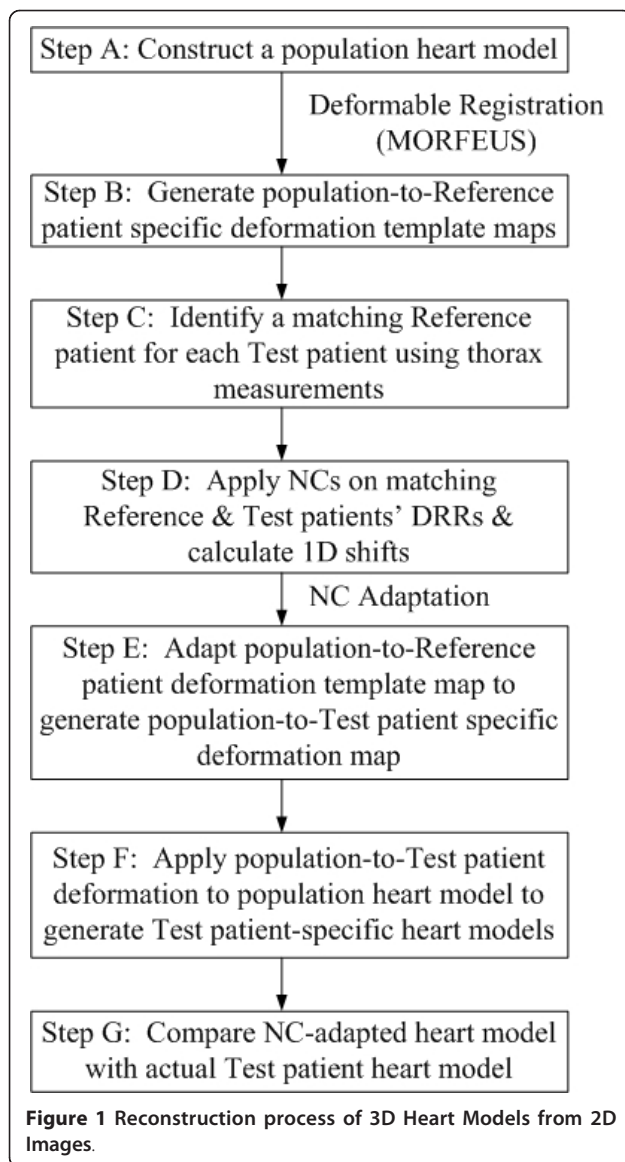 Step A: Construct a population heart model
Deformable Registration
(MORFEUS)
Step B: Generate population-to-Reference
patient specific deformation template maps
Step C: Identify a matching Reference
patient for each Test patient using thorax
measurements
Step D: Apply NCs on matching
Reference & Test patients' DRRs &
calculate 1D shifts
NC Adaptation
Step E: Adapt population-to-Reference
patient deformation template map to
generate population-to-Test patient specific
deformation map
Step F: Apply population-to-Test patient
deformation to population heart model to
generate Test patient-specific heart models
Step G: Compare NC-adapted heart model
with actual Test patient heart model
Figure 1 Reconstruction process of 3D Heart Models from 2D
Images.